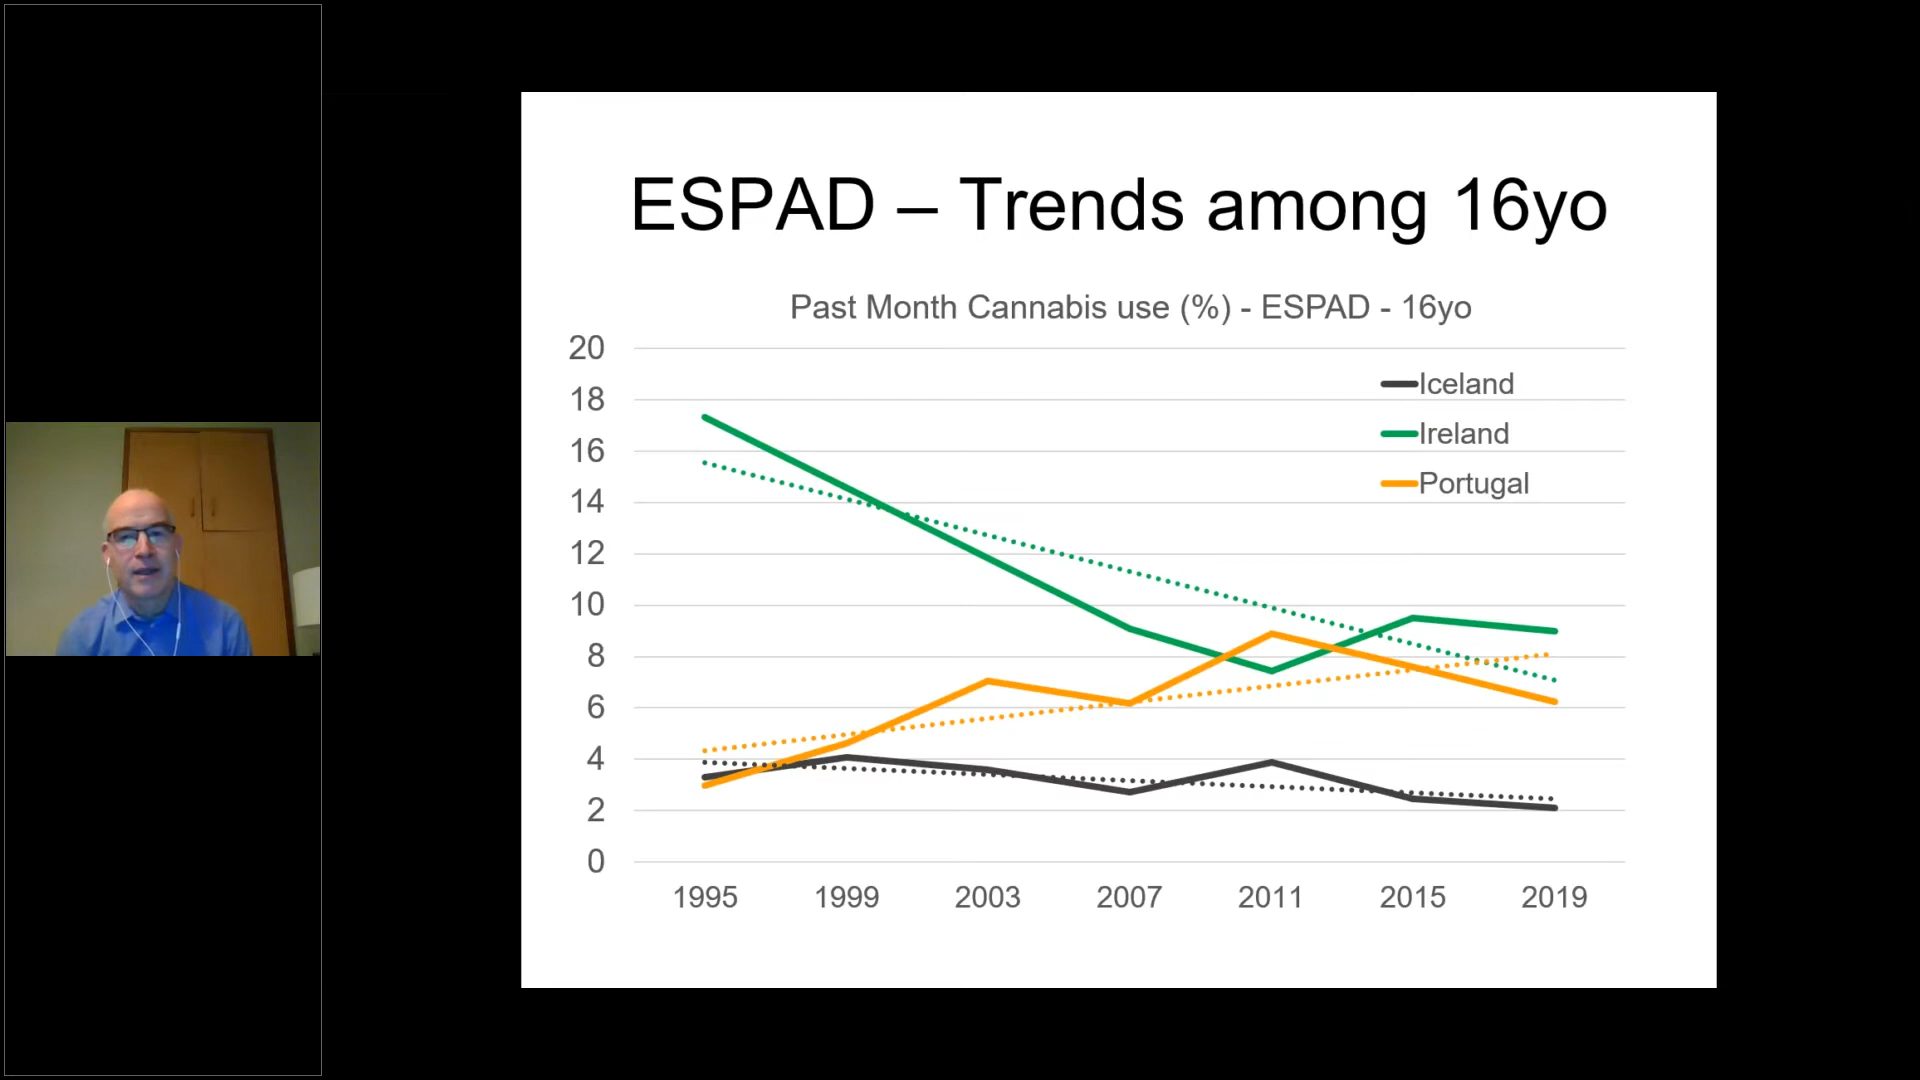 ESPAD – Trends among 16yo
Past Month Cannabis use (%) - ESPAD - 16yo
20
18
16
14
12
10
8
6
4
2
0
Iceland
Ireland
Portugal
1995 1999 2003 2007 2011 2015 2019